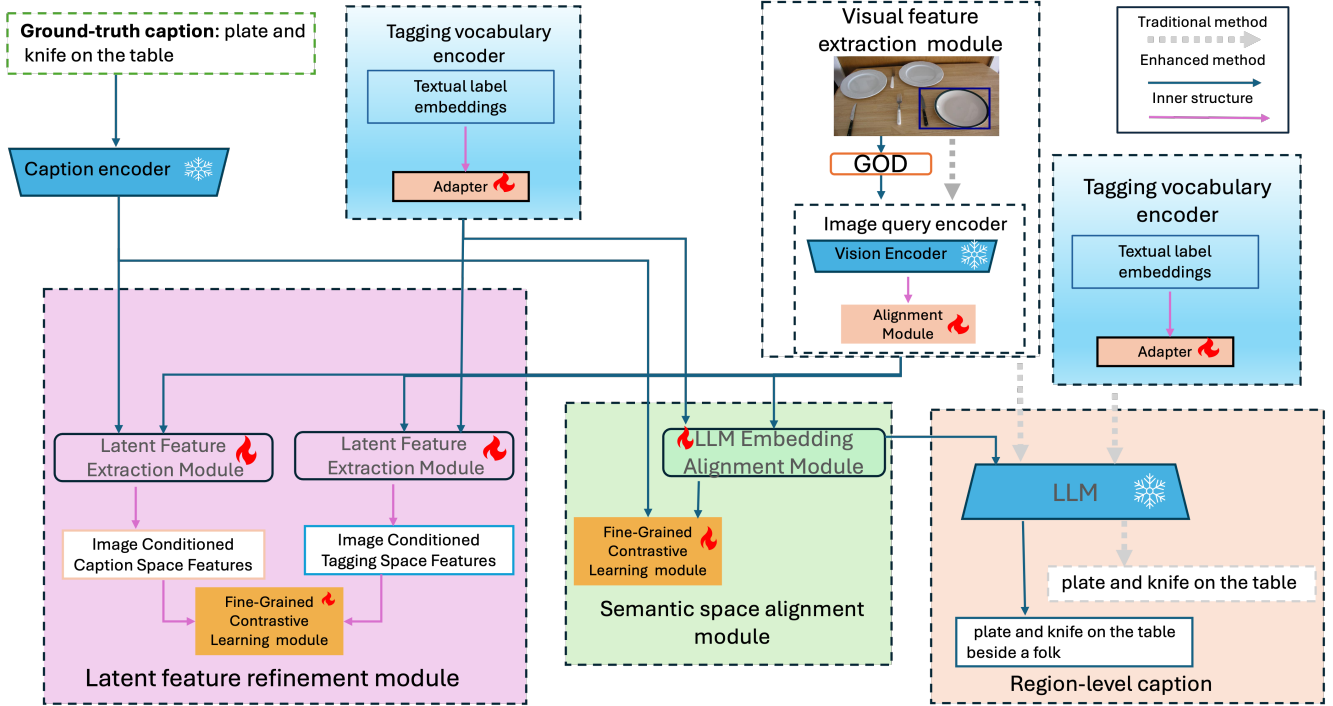 Ground-truth caption: plate and
knife on the table
Caption encoder
Tagging vocabulary
encoder
Textual label
embeddings
Adapter
Visual feature
extraction module
GOD
Image query encoder
Vision Encoder
Alignment
Module
Traditional method
Enhanced method
Inner structure
Tagging vocabulary
encoder
Textual label
embeddings
Adapter
Latent Feature
Extraction Module
Latent Feature
Extraction Module
Image Conditioned
Caption Space Features
Image Conditioned
Tagging Space Features
Fine-Grained
Contrastive
Learning module
Latent feature refinement module
LLM Embedding
Alignment Module
Fine-Grained
Contrastive
Learning module
Semantic space alignment
module
LLM
plate and knife on the table
plate and knife on the table
beside a folk
Region-level caption